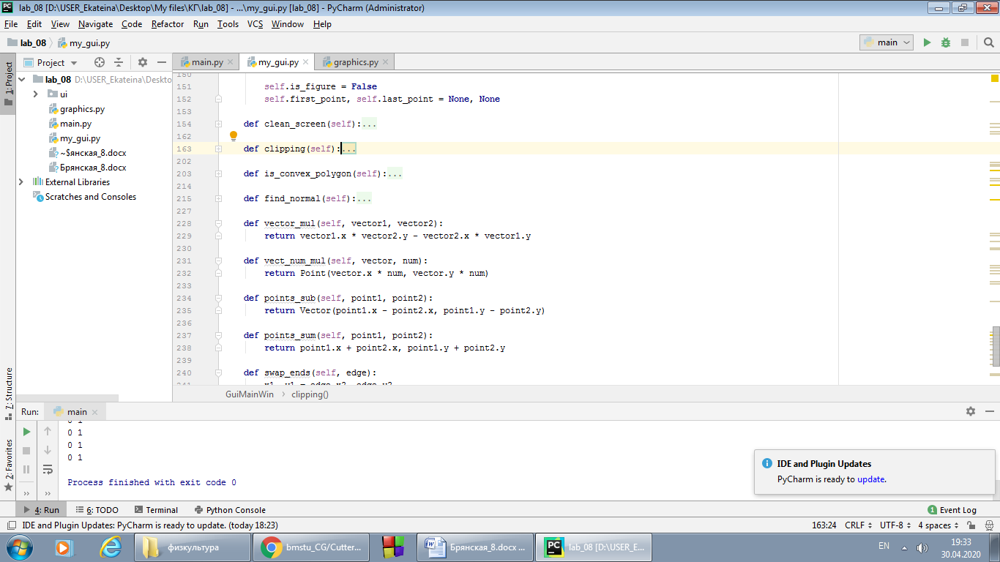 lab_08 [D:\USER_Ekateina\Desktop\My files\КГ\lab_08] - ...\my_gui.py [lab_08] - PyCharm (Administrator)
File Edit View Navigate Code Refactor Run Tools VCS Window Help
lab_08 my_gui.py main
1: Project
Project
main.py my_gui.py graphics.py
lab_08 D:\USER_Ekateina\Deskto
ui
graphics.py
main.py
my_gui.py
~$янская_8.docx
Брянская_8.docx
External Libraries
Scratches and Consoles
150
151 self.is_figure = False
152 self.first_point, self.last_point = None, None
153
154 def clean_screen(self):...
162
163 def clipping(self):...
202
203 def is_convex_polygon(self):...
214
215 def find_normal(self):...
227
228 def vector_mul(self, vector1, vector2):
229 return vector1.x * vector2.y - vector2.x * vector1.y
230
231 def vect_num_mul(self, vector, num):
232 return Point(vector.x * num, vector.y * num)
233
234 def points_sub(self, point1, point2):
235 return Vector(point1.x - point2.x, point1.y - point2.y)
236
237 def points_sum(self, point1, point2):
238 return point1.x + point2.x, point1.y + point2.y
239
240 def swap_ends(self, edge):
241 x1, y1 = edge.x2, edge.y2
GuiMainWin clipping()
7: Structure
2: Favorites
Run: main
0 1
0 1
0 1
0 1
Process finished with exit code 0
IDE and Plugin Updates
PyCharm is ready to update.
4: Run 6: TODO Terminal Python Console 1 Event Log
IDE and Plugin Updates: PyCharm is ready to update. (today 18:23) 163:24 CRLF UTF-8 4 spaces
физкультура bmstu_CG/Cutter... Брянская_8.docx ... lab_08 [D:\USER_E... EN 19:33
30.04.2020